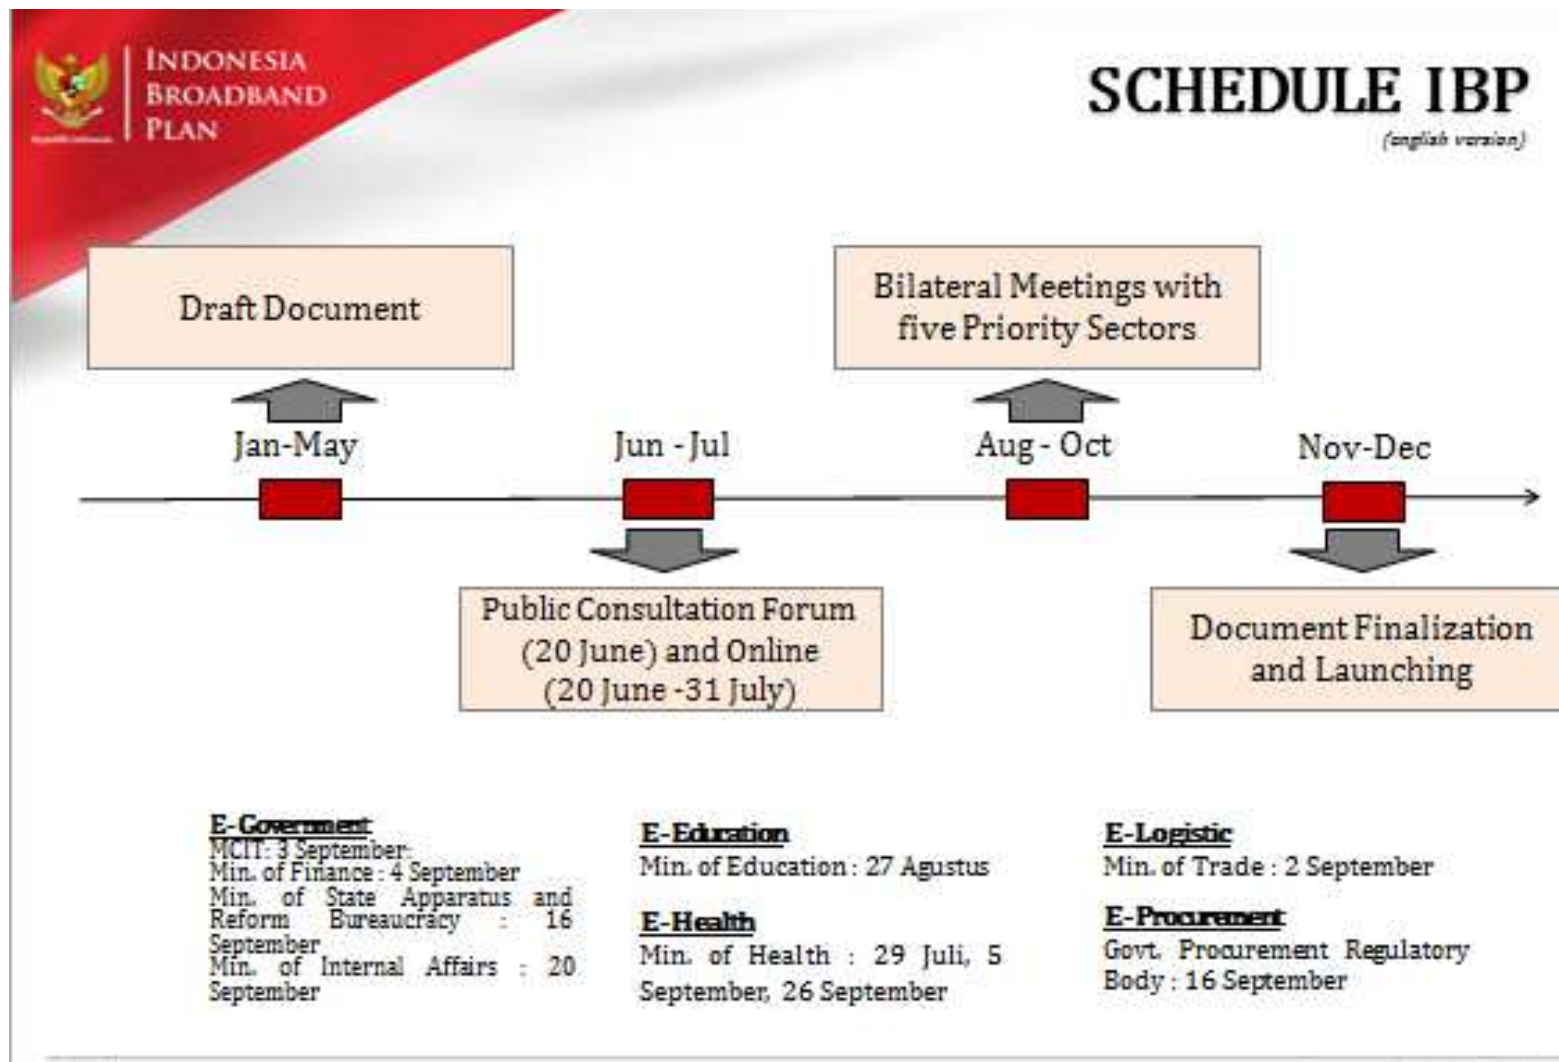 INDONESIA
BROADBAND
PLAN
SCHEDULE IBP
(english version)
Draft Document
Bilateral Meetings with
five Priority Sectors
Jan-May
Jun - Jul
Aug - Oct
Nov-Dec
Public Consultation Forum
(20 June) and Online
(20 June -31 July)
Document Finalization
and Launching
E-Government
MCIT: 3 September
Min. of Finance : 4 September
Min. of State Apparatus and
Reform Bureaucracy : 16
September
Min. of Internal Affairs : 20
September
E-Education
Min. of Education : 27 Agustus
E-Health
Min. of Health : 29 Juli, 5
September, 26 September
E-Logistic
Min. of Trade : 2 September
E-Procurement
Govt. Procurement Regulatory
Body : 16 September